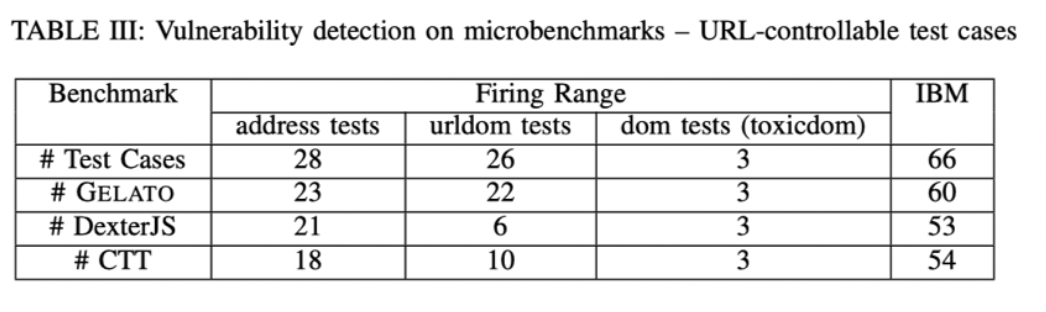 TABLE III: Vulnerability detection on microbenchmarks – URL-controllable test cases
Benchmark Firing Range IBM
address tests urldom tests dom tests (toxicdom)
# Test Cases 28 26 3 66
# GELATO 23 22 3 60
# DexterJS 21 6 3 53
# CTT 18 10 3 54